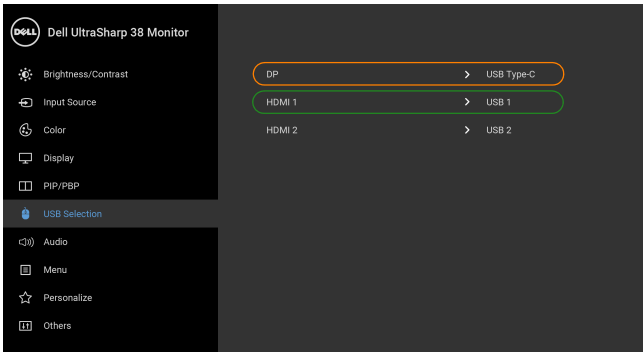 DELL Dell UltraSharp 38 Monitor
Brightness/Contrast
Input Source
Color
Display
PIP/PBP
USB Selection
Audio
Menu
Personalize
Others
DP > USB Type-C
HDMI 1 > USB 1
HDMI 2 > USB 2